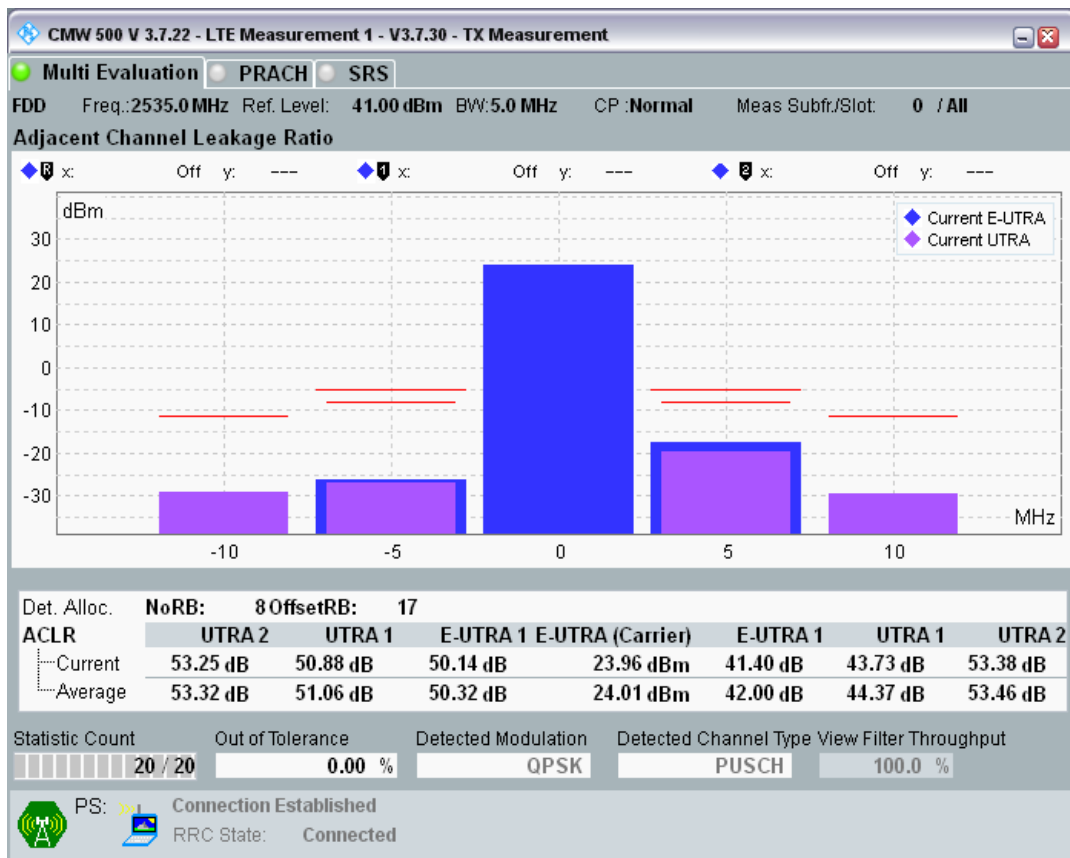 CMW 500 V 3.7.22 - LTE Measurement 1 - V3.7.30 - TX Measurement
Multi Evaluation PRACH SRS
FDD Freq.:2535.0 MHz Ref. Level: 41.00 dBm BW:5.0 MHz CP :Normal Meas Subfr./Slot: 0 / All
Adjacent Channel Leakage Ratio
R x: Off y: --- 1 x: Off y: --- 2 x: Off y: ---
dBm
Current E-UTRA
Current UTRA
30
20
10
0
-10
-20
-30
MHz
-10 -5 0 5 10
Det. Alloc. NoRB: 8 OffsetRB: 17
ACLR UTRA 2 UTRA 1 E-UTRA 1 E-UTRA (Carrier) E-UTRA 1 UTRA 1 UTRA 2
Current 53.25 dB 50.88 dB 50.14 dB 23.96 dBm 41.40 dB 43.73 dB 53.38 dB
Average 53.32 dB 51.06 dB 50.32 dB 24.01 dBm 42.00 dB 44.37 dB 53.46 dB
Statistic Count Out of Tolerance Detected Modulation Detected Channel Type View Filter Throughput
20 / 20 0.00 % QPSK PUSCH 100.0 %
PS: Connection Established
RRC State: Connected